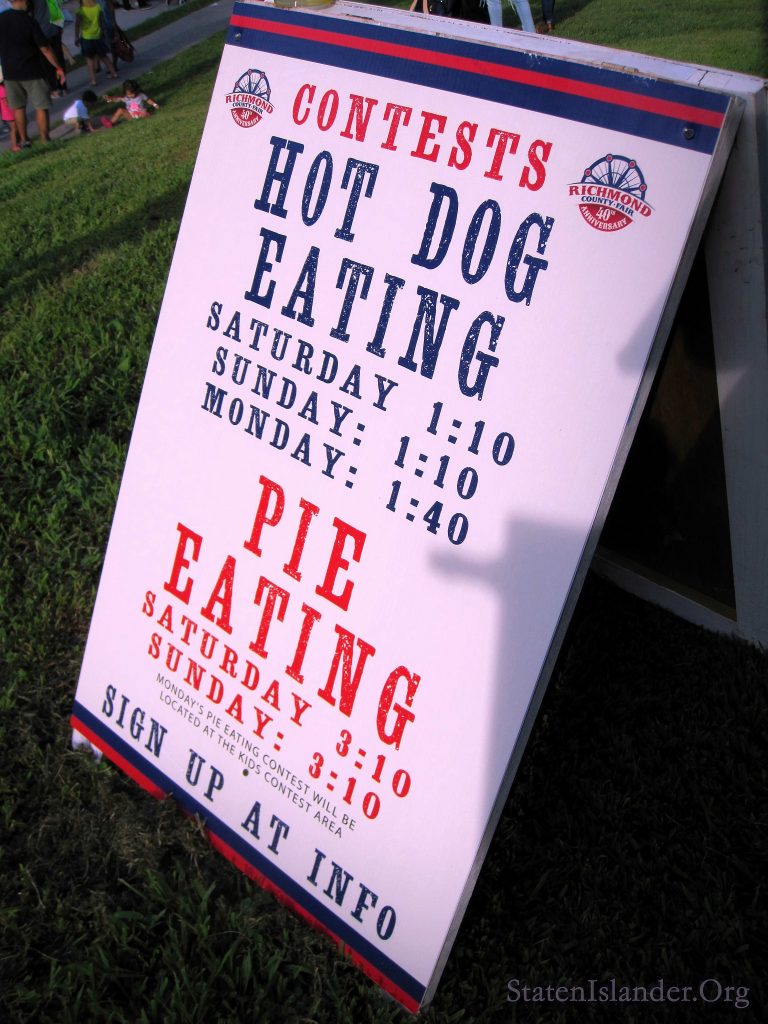 CONTESTS
RICHMOND
COUNTY FAIR
40TH
ANNIVERSARY
RICHMOND
COUNTY FAIR
40TH
ANNIVERSARY
HOT DOG
EATING
SATURDAY 1:10
SUNDAY: 1:10
MONDAY: 1:40
PIE
EATING
SATURDAY 3:10
SUNDAY: 3:10
MONDAY'S PIE EATING CONTEST WILL BE
LOCATED AT THE KIDS CONTEST AREA
SIGN UP AT INFO
StatenIslander.Org